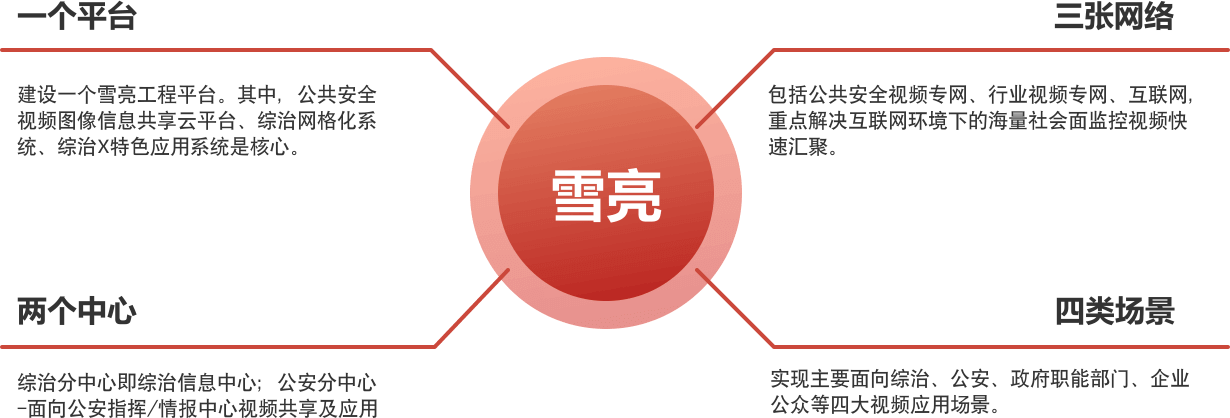 一个平台
建设一个雪亮工程平台。其中，公共安全
视频图像信息共享云平台、综治网格化系
统、综治X特色应用系统是核心。
三张网络
包括公共安全视频专网、行业视频专网、互联网,
重点解决互联网环境下的海量社会面监控视频快
速汇聚。
雪亮
两个中心
综治分中心即综治信息中心；公安分中心
-面向公安指挥/情报中心视频共享及应用
四类场景
实现主要面向综治、公安、政府职能部门、企业
公众等四大视频应用场景。